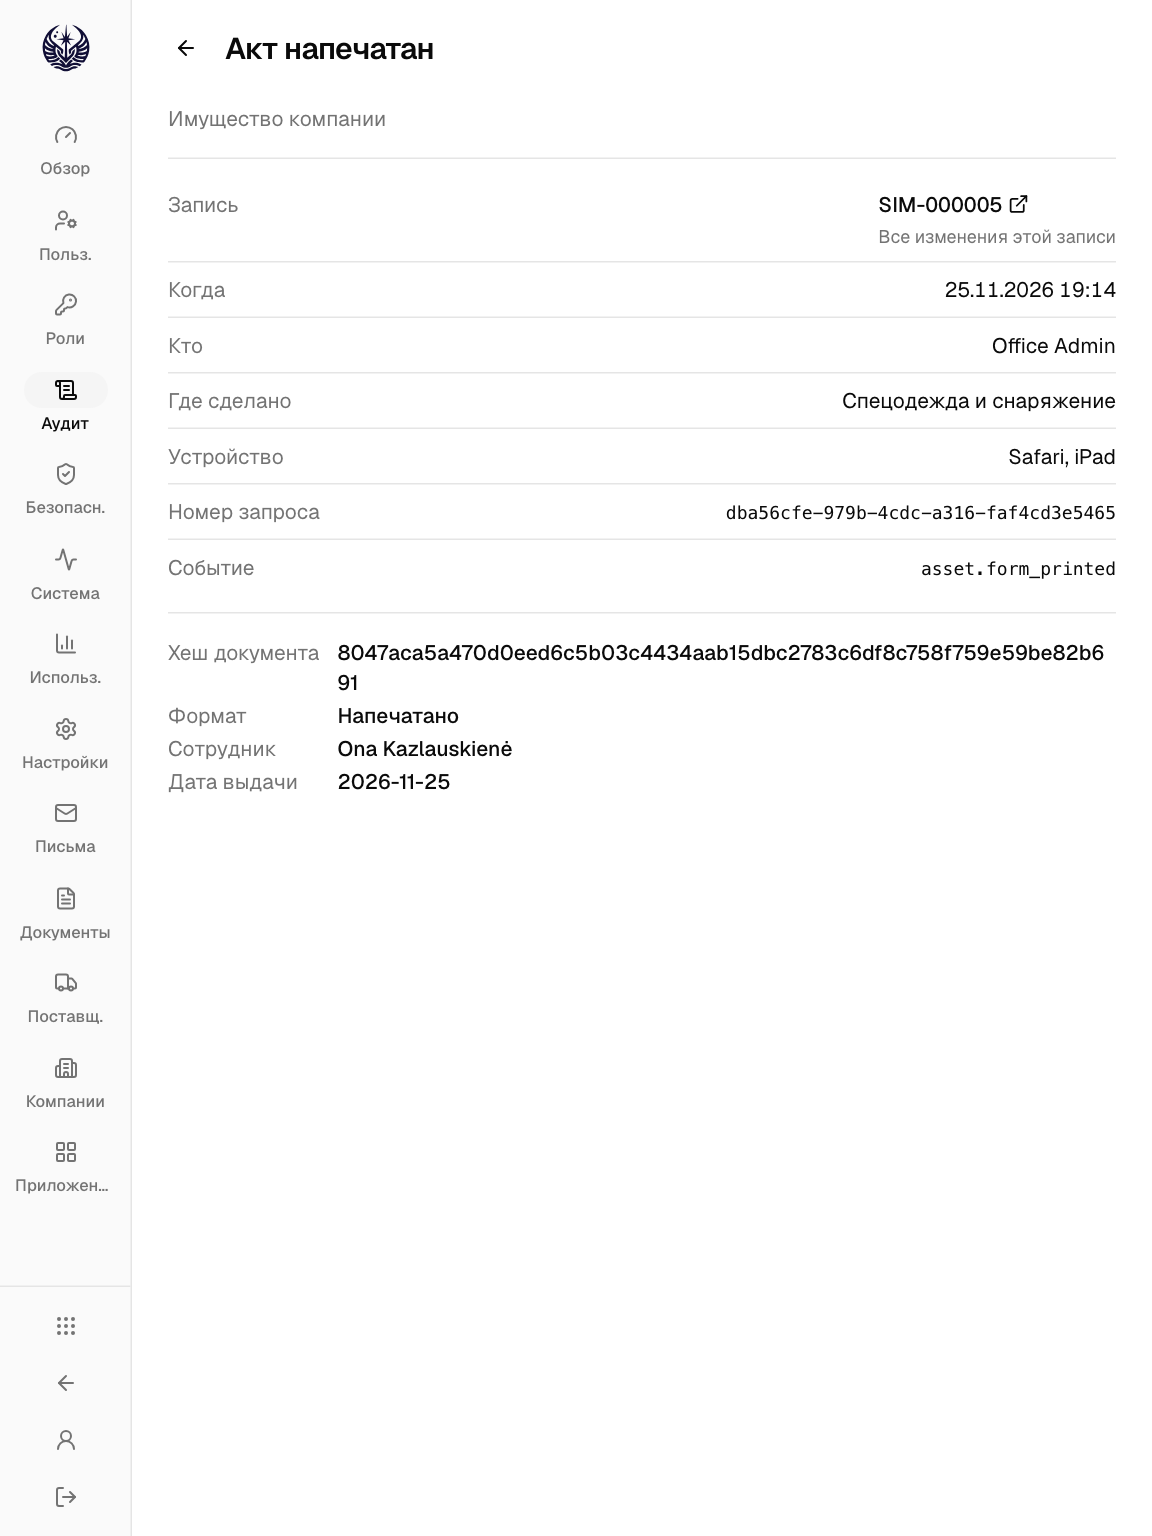 Акт напечатан
Имущество компании
Запись
SIM-000005
Все изменения этой записи
Когда
25.11.2026 19:14
Кто
Office Admin
Где сделано
Спецодежда и снаряжение
Устройство
Safari, iPad
Номер запроса
dba56cfe-979b-4cdc-a316-faf4cd3e5465
Событие
asset.form_printed
Хеш документа
8047aca5a470d0eed6c5b03c4434aab15dbc2783c6df8c758f759e59be82b6
91
Формат
Напечатано
Сотрудник
Ona Kazlauskienė
Дата выдачи
2026-11-25
Обзор
Польз.
Роли
Аудит
Безопасн.
Система
Использ.
Настройки
Письма
Документы
Поставщ.
Компании
Приложен...